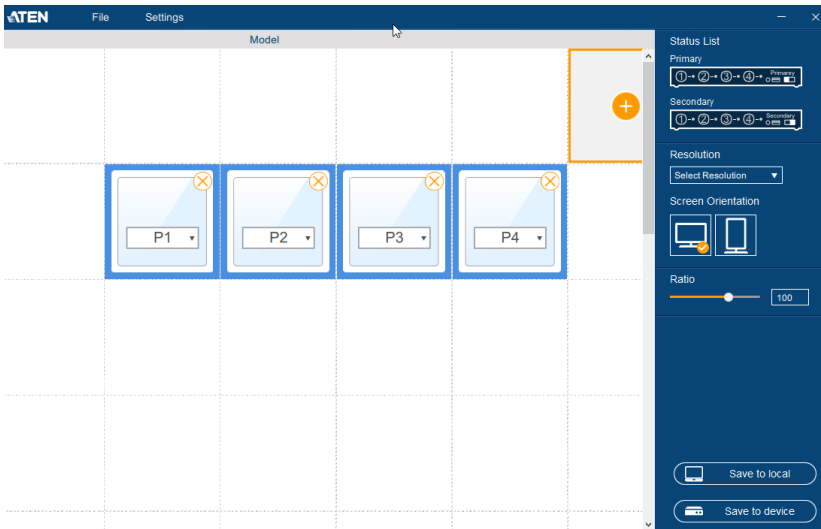 ATEN File Settings
Model
P1 P2 P3 P4
Status List
Primary
1 2 3 4 Primarsy
Secondary
1 2 3 4 Secondary
Resolution
Select Resolution
Screen Orientation
Ratio
100
Save to local
Save to device